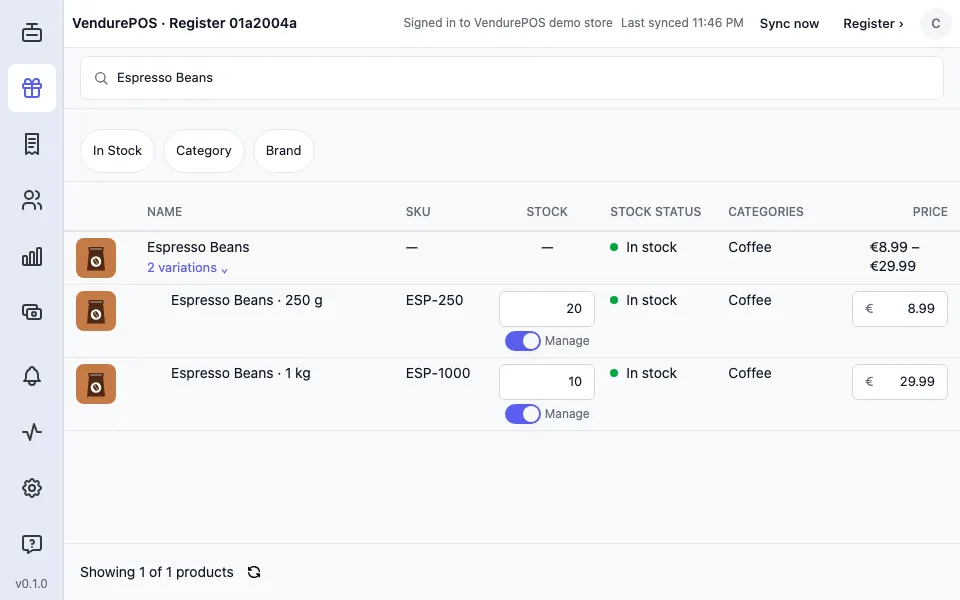 VendurePOS · Register 01a2004a
Signed in to VendurePOS demo store Last synced 11:46 PM Sync now Register ›
C
Espresso Beans
In Stock Category Brand
NAME SKU STOCK STOCK STATUS CATEGORIES PRICE
Espresso Beans — — In stock Coffee €8.99 –
2 variations €29.99
Espresso Beans · 250 g ESP-250 20 In stock Coffee € 8.99
Manage
Espresso Beans · 1 kg ESP-1000 10 In stock Coffee € 29.99
Manage
Showing 1 of 1 products
v0.1.0